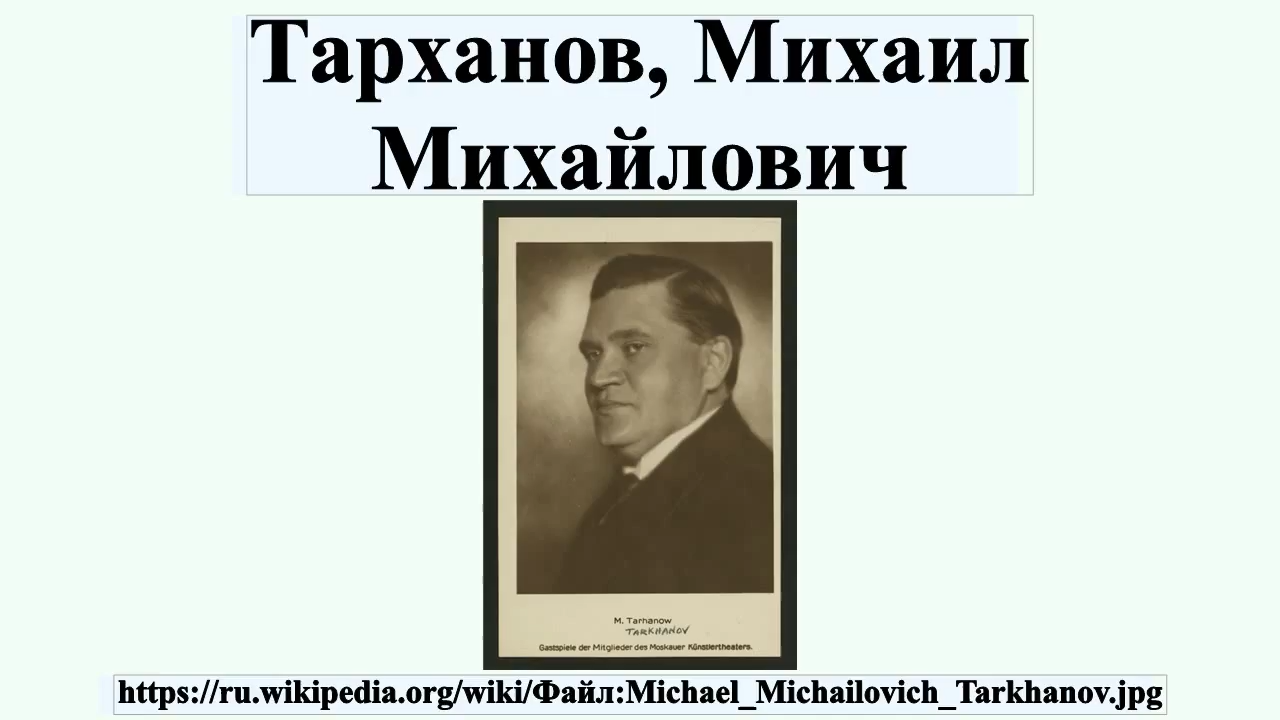 Тарханов, Михаил
Михайлович
M. Tarhanow
TARKHANOV
Gastspiele der Mitglieder des Moskauer Künstlertheaters.
https://ru.wikipedia.org/wiki/Файл:Michael_Michailovich_Tarkhanov.jpg